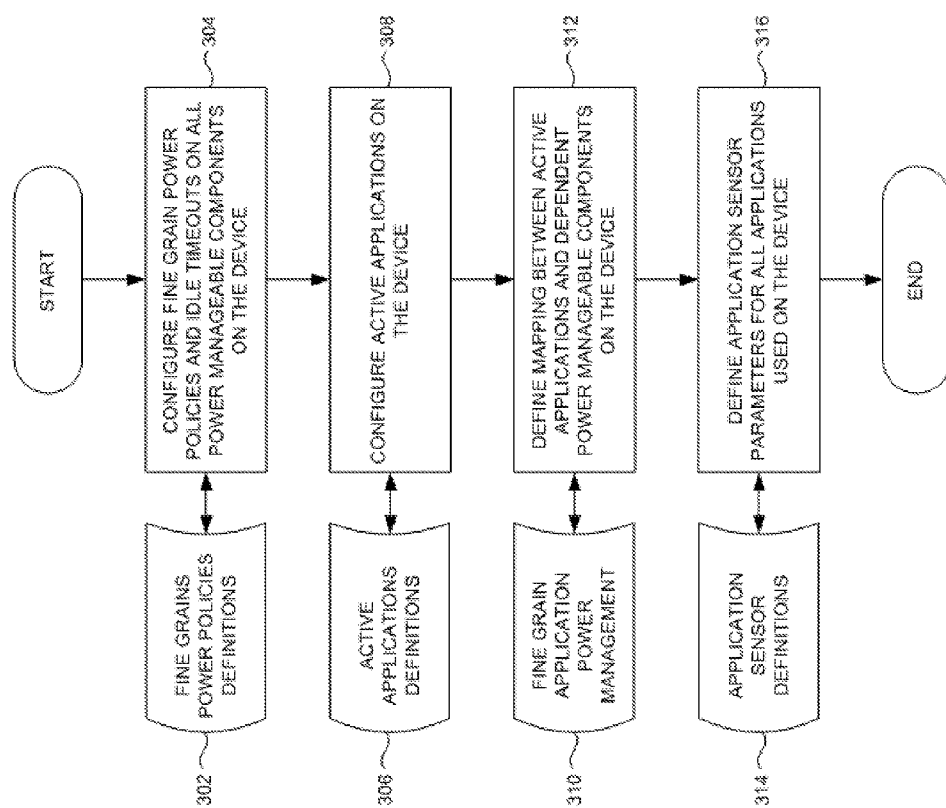 START
CONFIGURE FINE GRAIN POWER
POLICIES AND IDLE TIMEOUTS ON ALL
POWER MANAGEABLE COMPONENTS
ON THE DEVICE
304
FINE GRAINS
POWER POLICIES
DEFINITIONS
302
CONFIGURE ACTIVE APPLICATIONS ON
THE DEVICE
308
ACTIVE
APPLICATIONS
DEFINITIONS
306
DEFINE MAPPING BETWEEN ACTIVE
APPLICATIONS AND DEPENDENT
POWER MANAGEABLE COMPONENTS
ON THE DEVICE
312
FINE GRAIN
APPLICATION
POWER
MANAGEMENT
310
DEFINE APPLICATION SENSOR
PARAMETERS FOR ALL APPLICATIONS
USED ON THE DEVICE
316
APPLICATION
SENSOR
DEFINITIONS
314
END